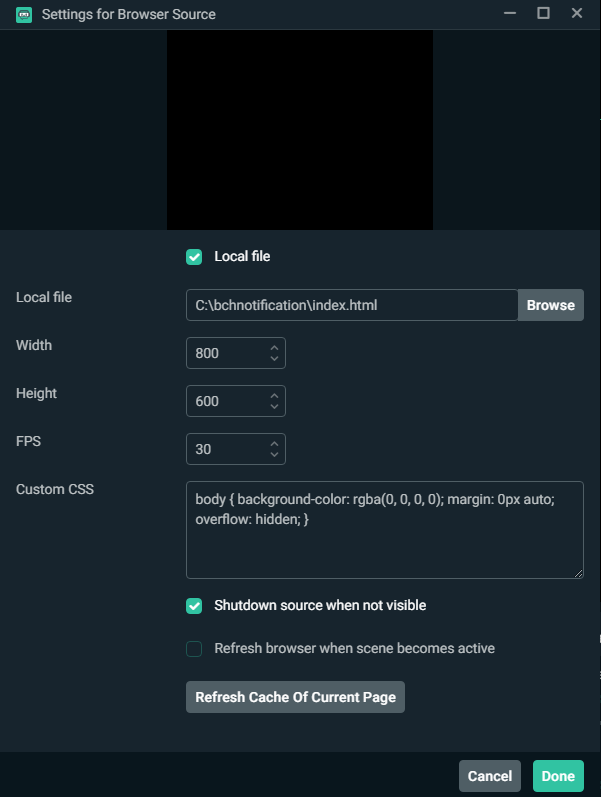 Settings for Browser Source
Local file
Local file
C:\bchnotification\index.html
Browse
Width
800
Height
600
FPS
30
Custom CSS
body { background-color: rgba(0, 0, 0, 0); margin: 0px auto;
overflow: hidden; }
Shutdown source when not visible
Refresh browser when scene becomes active
Refresh Cache Of Current Page
Cancel
Done